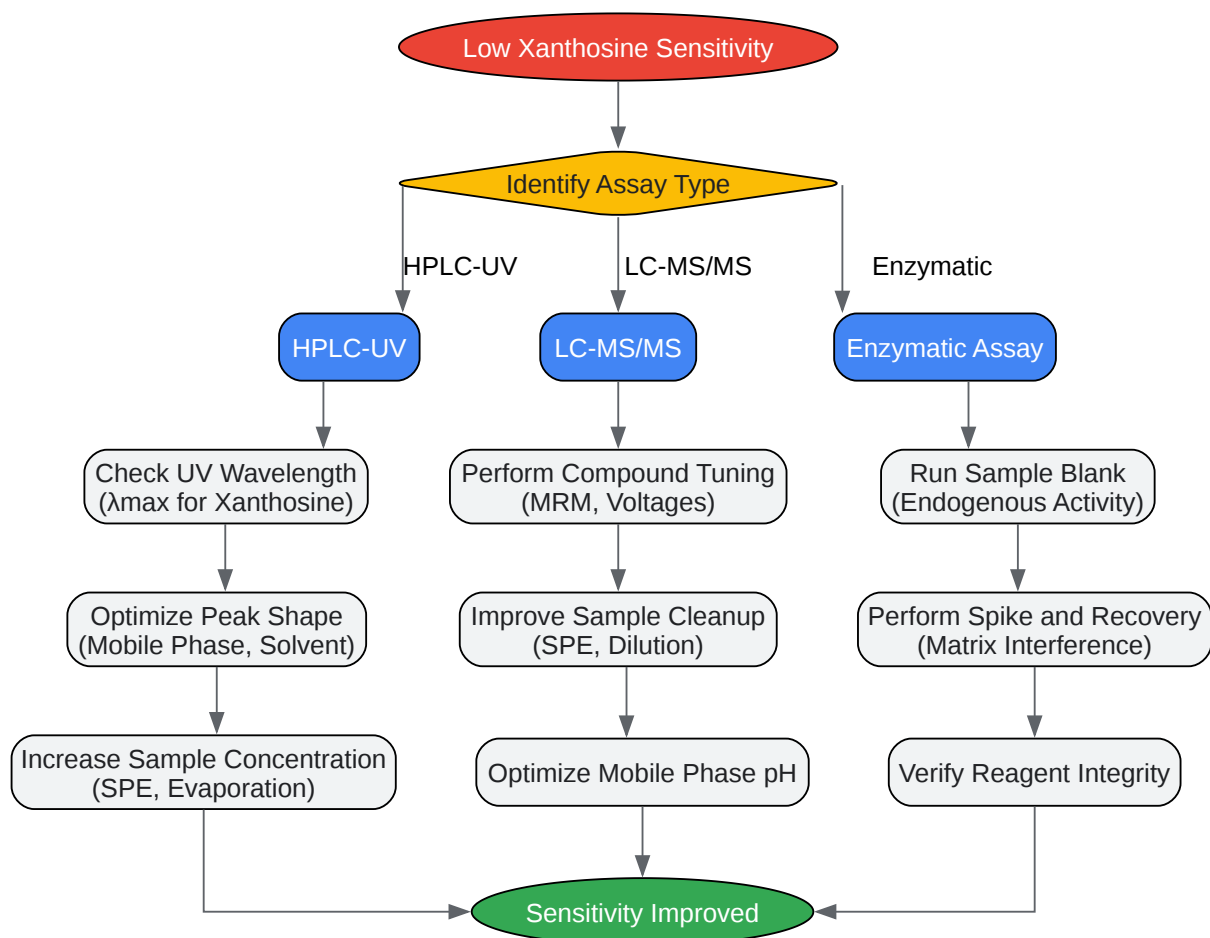 Low Xanthosine Sensitivity
Identify Assay Type
HPLC-UV
LC-MS/MS
Enzymatic
HPLC-UV
LC-MS/MS
Enzymatic Assay
Check UV Wavelength
(λmax for Xanthosine)
Perform Compound Tuning
(MRM, Voltages)
Run Sample Blank
(Endogenous Activity)
Optimize Peak Shape
(Mobile Phase, Solvent)
Improve Sample Cleanup
(SPE, Dilution)
Perform Spike and Recovery
(Matrix Interference)
Increase Sample Concentration
(SPE, Evaporation)
Optimize Mobile Phase pH
Verify Reagent Integrity
Sensitivity Improved